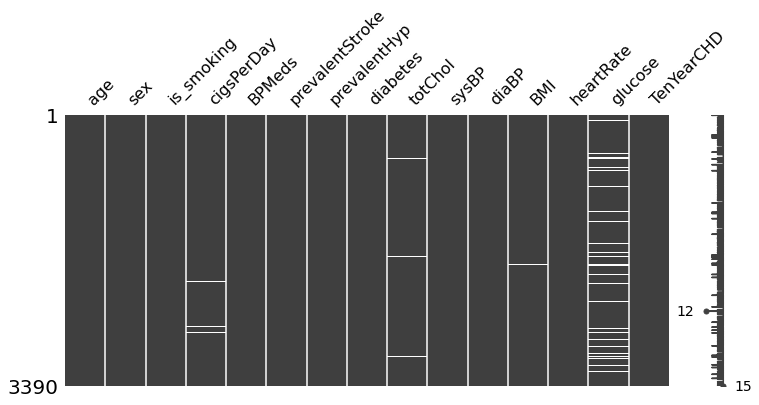 age
sex
is_smoking
cigsPerDay
BPMeds
prevalentStroke
prevalentHyp
diabetes
totChol
sysBP
diaBP
BMI
heartRate
glucose
TenYearCHD
1
12
3390
15